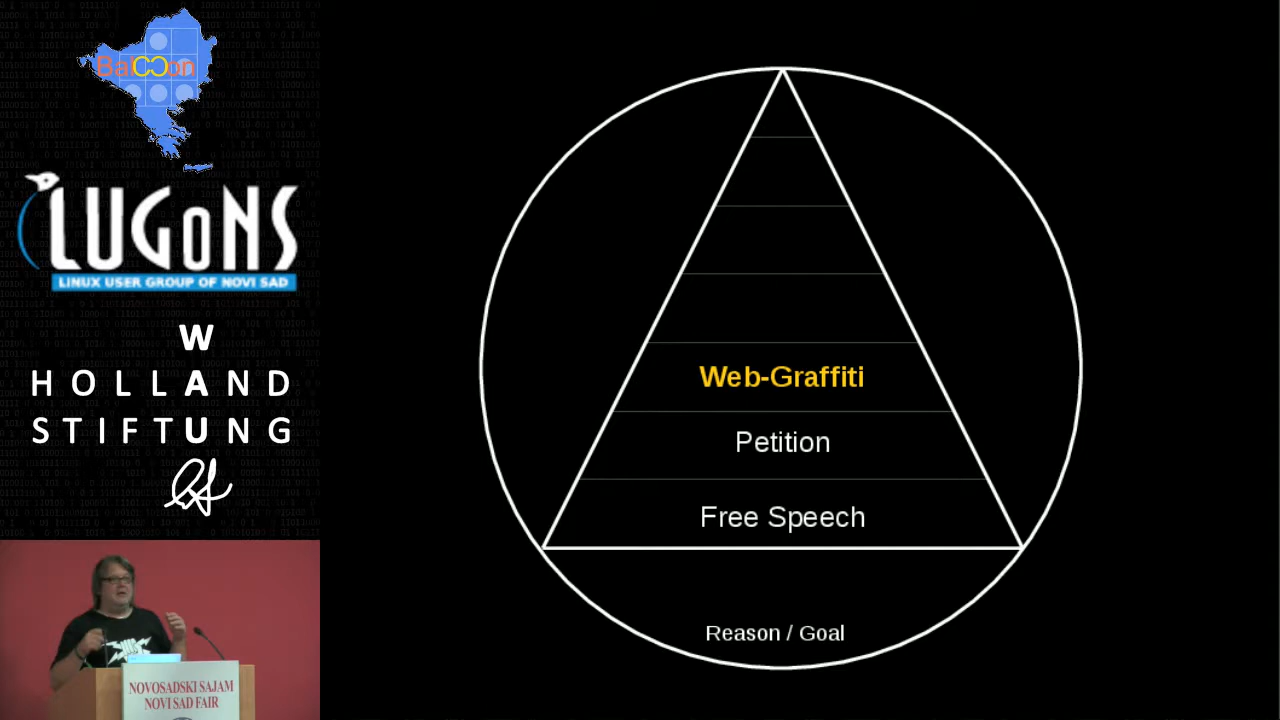 BalCCon
LUGoNS
LINUX USER GROUP OF NOVI SAD
W
HOLLAND
STIFTUNG
Web-Graffiti
Petition
Free Speech
Reason / Goal
NOVOSADSKI SAJAM
NOVI SAD FAIR